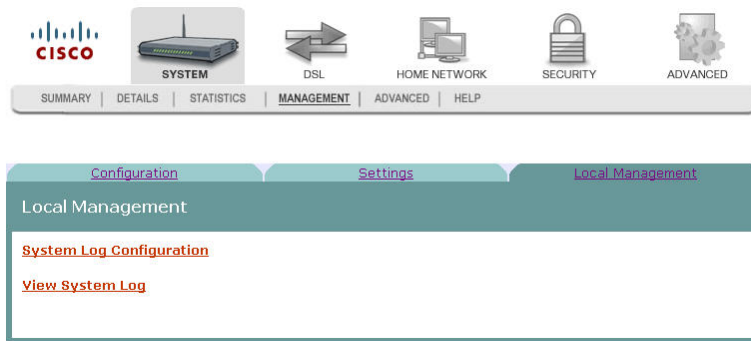 CISCO
SYSTEM DSL HOME NETWORK SECURITY ADVANCED
SUMMARY | DETAILS | STATISTICS | MANAGEMENT | ADVANCED | HELP
Configuration Settings Local Management
Local Management
System Log Configuration
View System Log